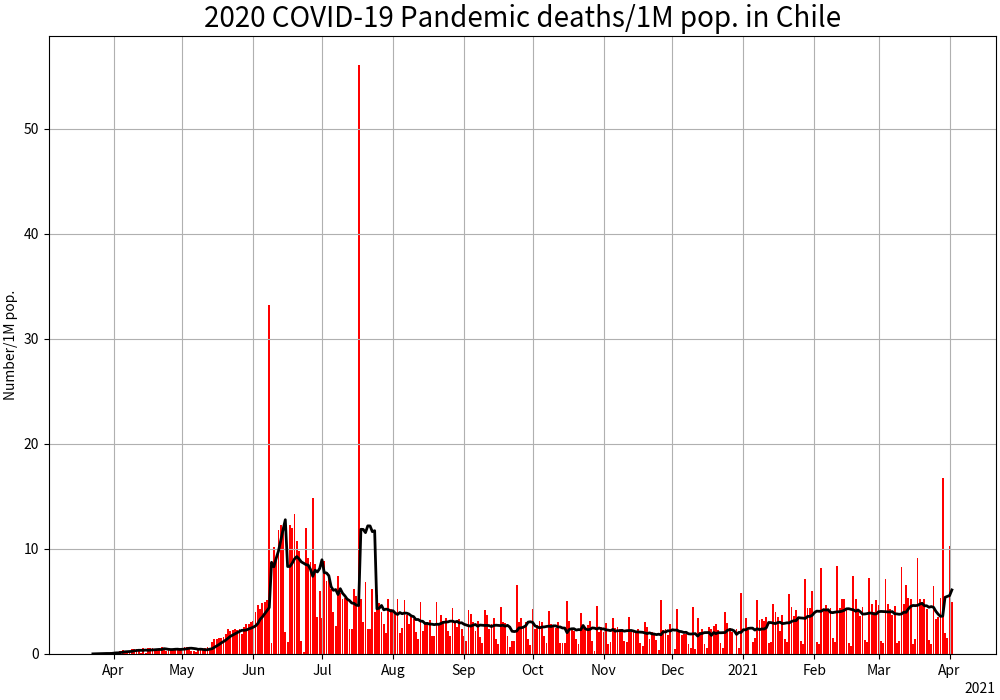 2020 COVID-19 Pandemic deaths/1M pop. in Chile
Number/1M pop.
50
40
30
20
10
0
Apr May Jun Jul Aug Sep Oct Nov Dec 2021 Feb Mar Apr
2021